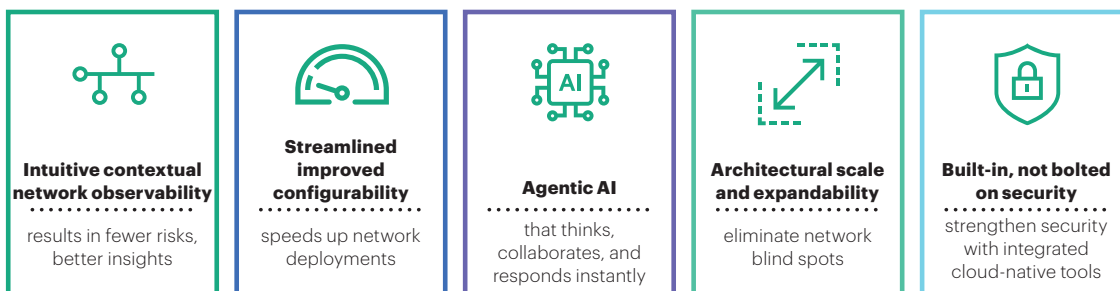 AI
Intuitive contextual
network observability
results in fewer risks,
better insights
Streamlined
improved
configurability
speeds up network
deployments
Agentic AI
that thinks,
collaborates, and
responds instantly
Architectural scale
and expandability
eliminate network
blind spots
Built-in, not bolted
on security
strengthen security
with integrated
cloud-native tools